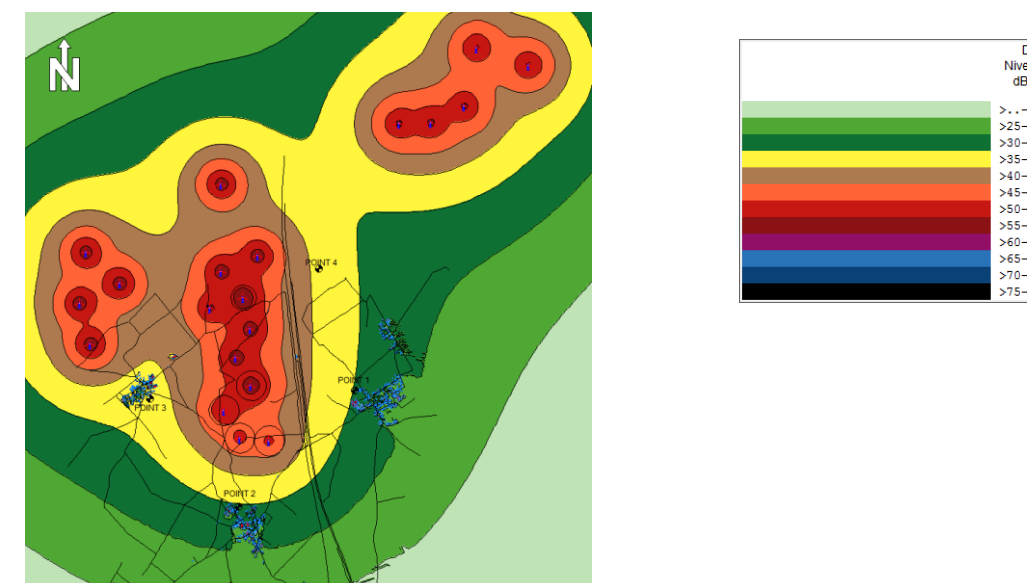 N
POINT 4
POINT 1
POINT 3
POINT 2
D
Nive
dB
>..-
>25-
>30-
>35-
>40-
>45-
>50-
>55-
>60-
>65-
>70-
>75-